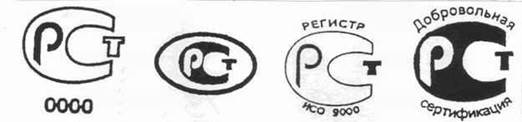 РСТ
0000
РСТ
РЕГИСТР
РСТ
ИСО 9000
Добровольная
РСТ
сертификация